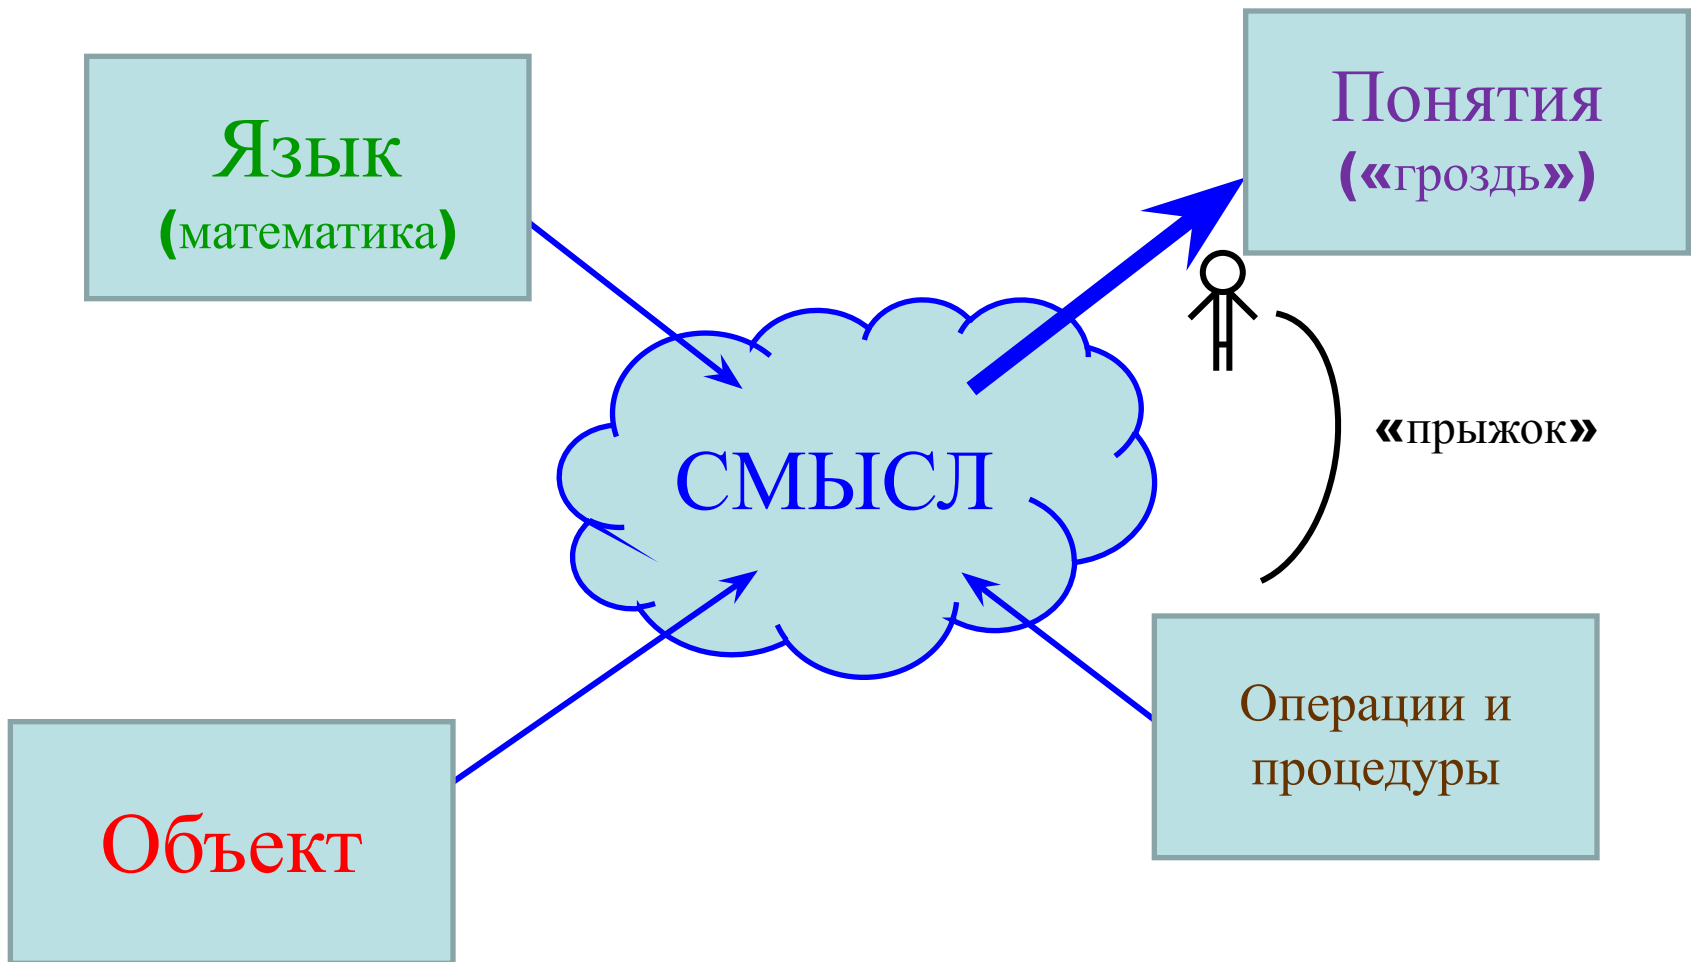 Язык
(математика)
Понятия
(«гроздь»)
СМЫСЛ
«прыжок»
Операции и
процедуры
Объект